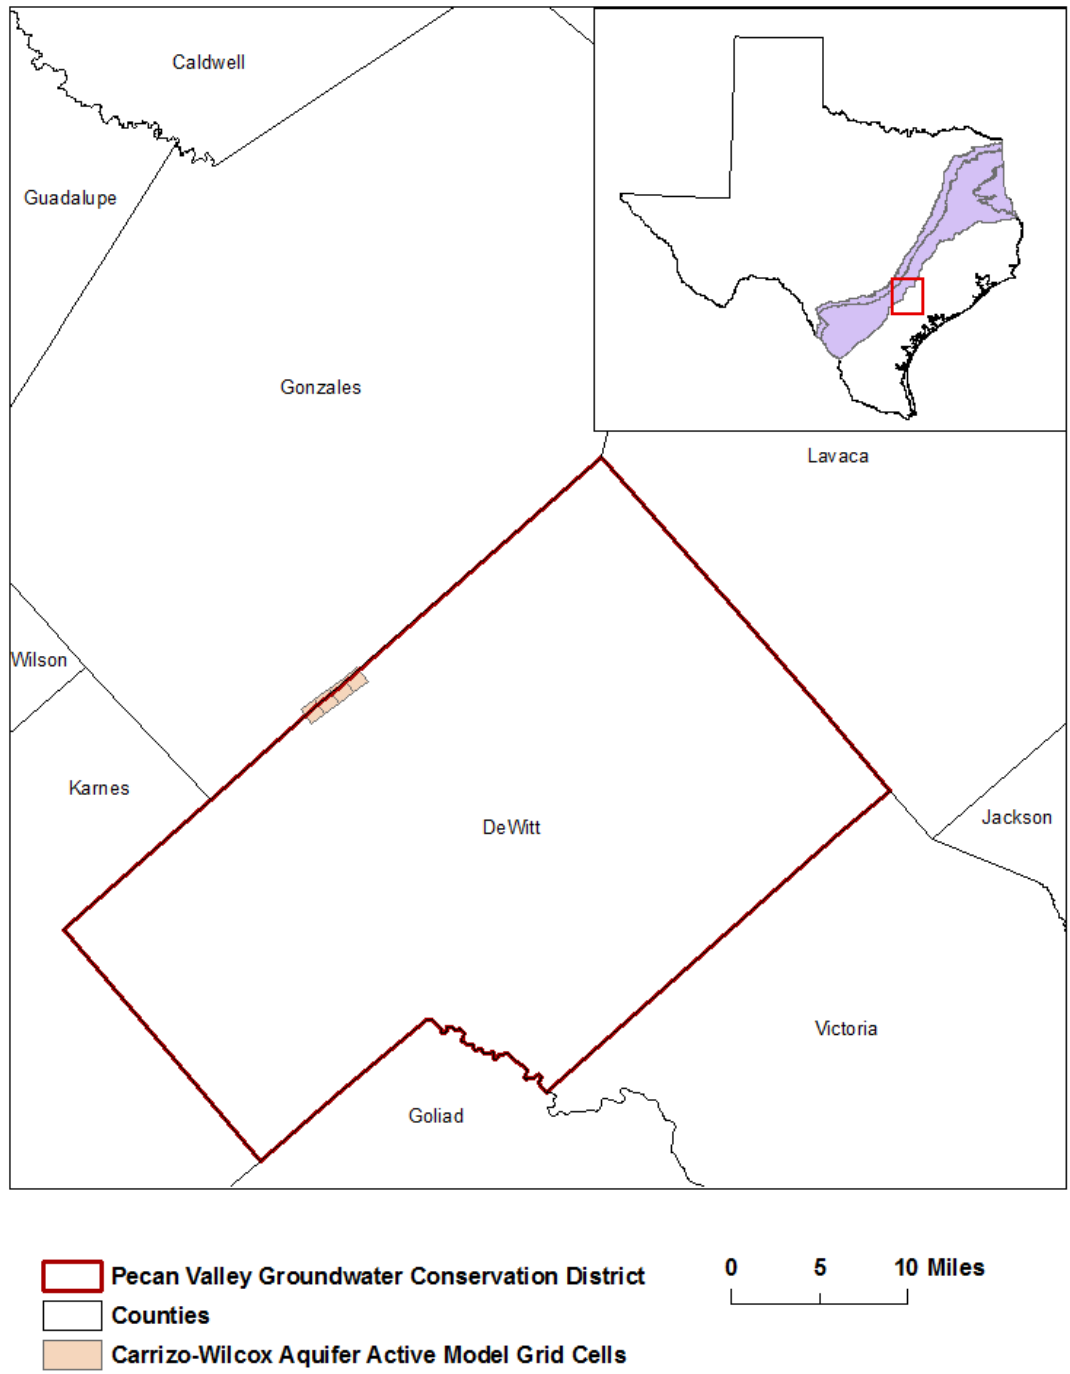 Caldwell
Guadalupe
Gonzales
Lavaca
Wilson
Karnes
DeWitt
Jackson
Victoria
Goliad
0 5 10 Miles
Pecan Valley Groundwater Conservation District
Counties
Carrizo-Wilcox Aquifer Active Model Grid Cells